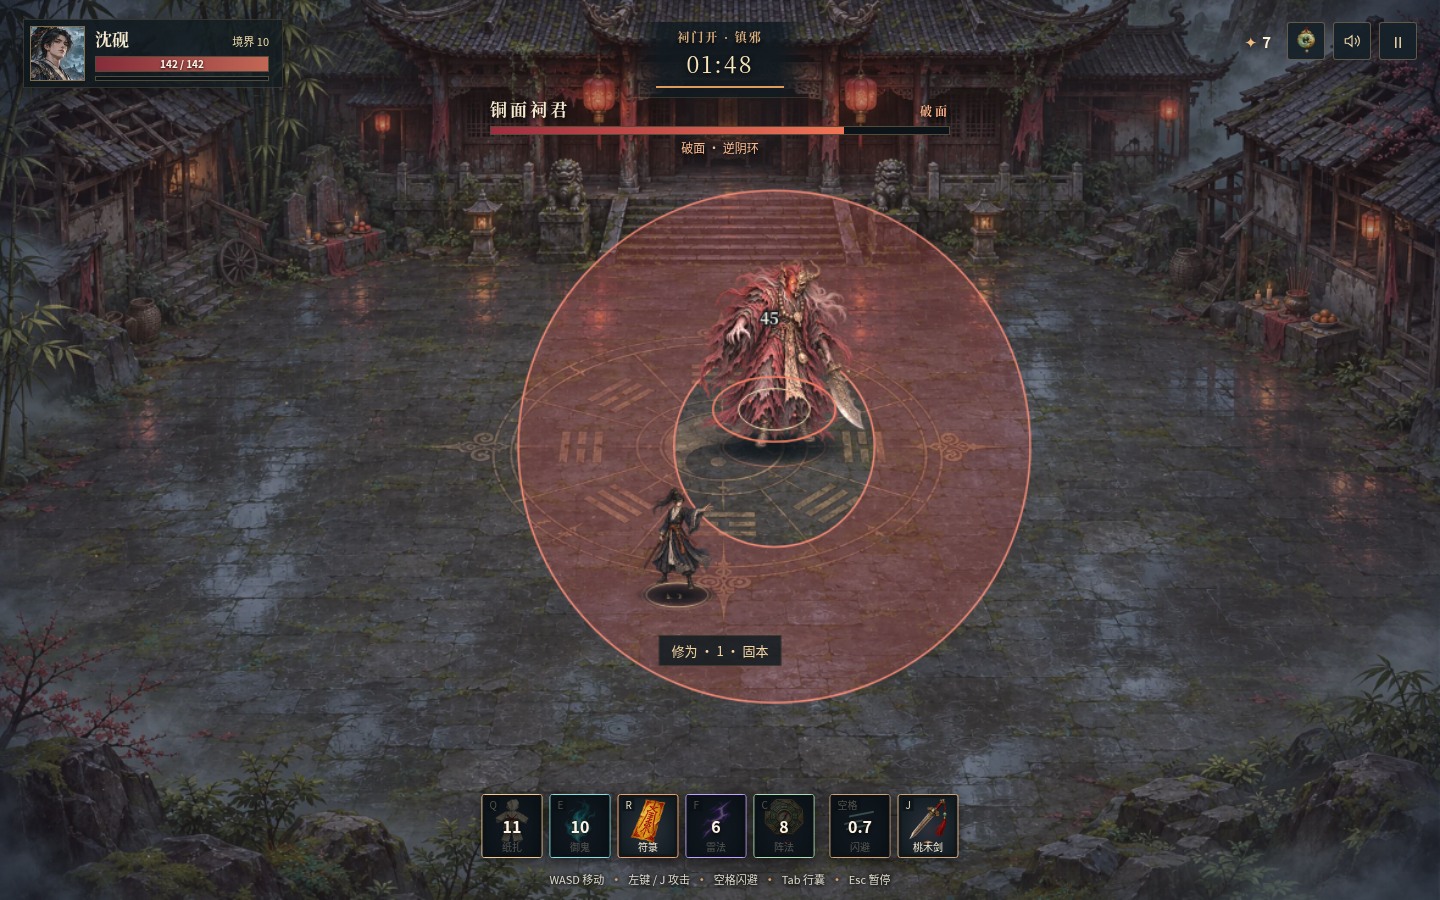 沈砚
境界 10
142 / 142
祠门开 · 镇邪
01:48
7
铜面祠君
破面
破面 · 逆阴环
45
修为 · 1 · 固本
Q
11
纸扎
E
10
御鬼
R
符箓
F
6
雷法
C
8
阵法
空格
0.7
闪避
J
桃木剑
WASD 移动 · 左键 / J 攻击 · 空格闪避 · Tab 行囊 · Esc 暂停